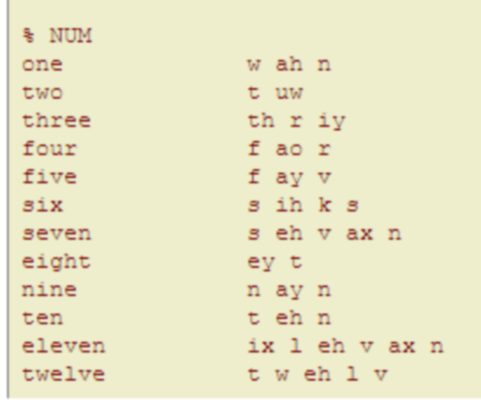 % NUM
one w ah n
two t uw
three th r iy
four f ao r
five f ay v
six s ih k s
seven s eh v ax n
eight ey t
nine n ay n
ten t eh n
eleven ix l eh v ax n
twelve t w eh l v